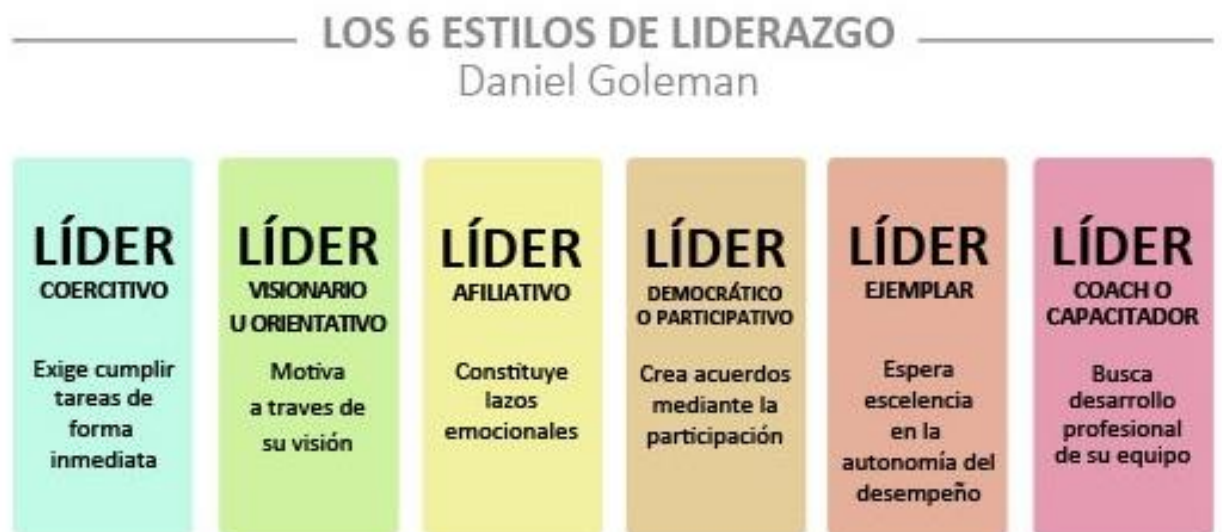 LOS 6 ESTILOS DE LIDERAZGO
Daniel Goleman
LÍDER
COERCITIVO
Exige cumplir
tareas de
forma
inmediata
LÍDER
VISIONARIO
U ORIENTATIVO
Motiva
a traves de
su visión
LÍDER
AFILIATIVO
Constituye
lazos
emocionales
LÍDER
DEMOCRÁTICO
O PARTICIPATIVO
Crea acuerdos
mediante la
participación
LÍDER
EJEMPLAR
Espera
escelencia
en la
autonomía del
desempeño
LÍDER
COACH O
CAPACITADOR
Busca
desarrollo
profesional
de su equipo